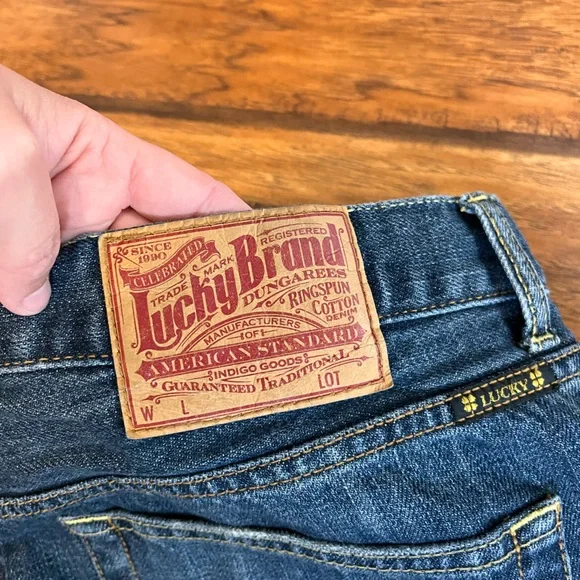 SINCE 1990
CELEBRATED
TRADE MARK REGISTERED
Lucky Brand
DUNGAREES
RINGSPUN
COTTON
DENIM
MANUFACTURERS
OF
AMERICAN STANDARD
INDIGO GOODS
GUARANTEED TRADITIONAL
W L LOT
LUCKY